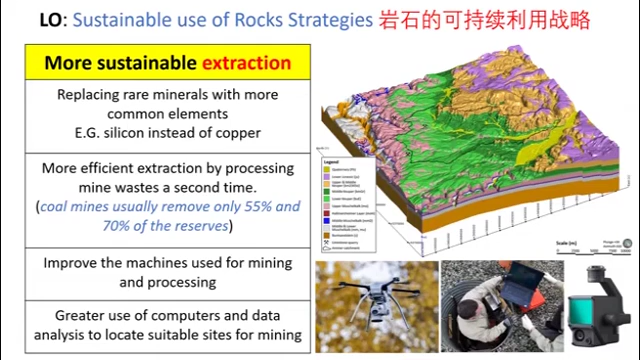 LO: Sustainable use of Rocks Strategies 岩石的可持续利用战略
More sustainable extraction
Replacing rare minerals with more
common elements
E.G. silicon instead of copper
More efficient extraction by processing
mine wastes a second time.
(coal mines usually remove only 55% and
70% of the reserves)
Improve the machines used for mining
and processing
Greater use of computers and data
analysis to locate suitable sites for mining
Legend